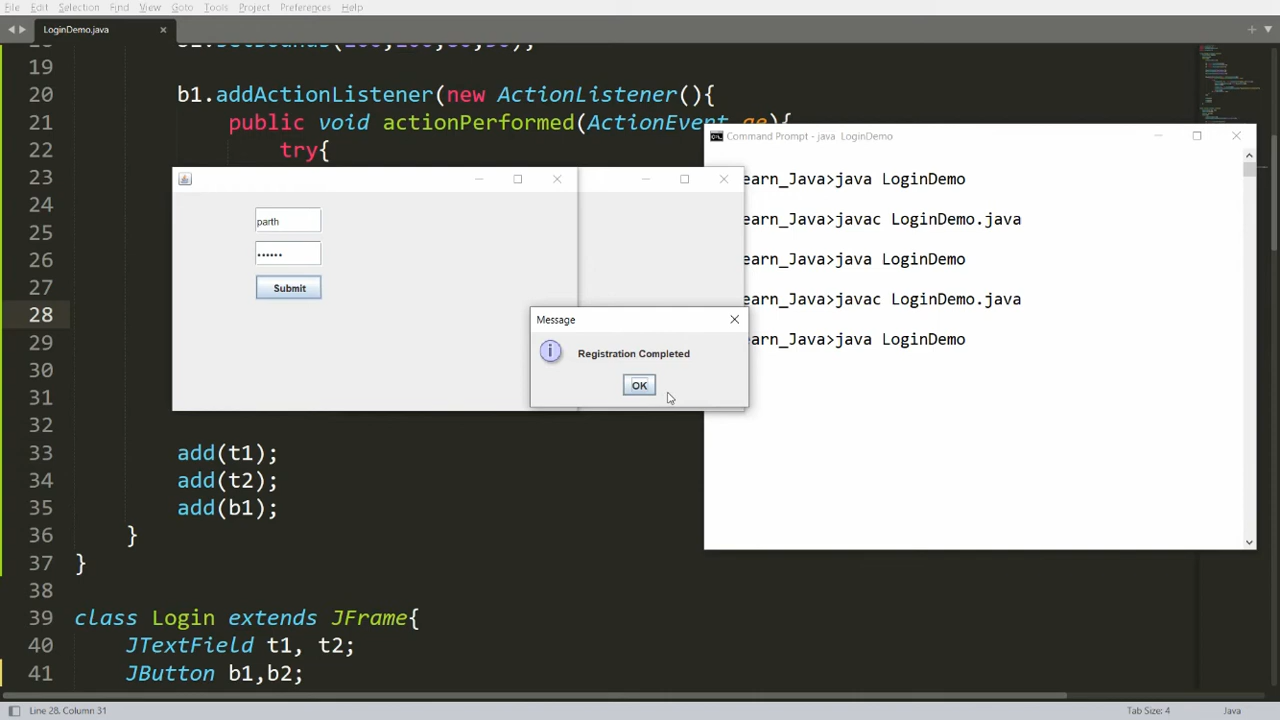 File Edit Selection Find View Goto Tools Project Preferences Help
LoginDemo.java
19
20 b1.addActionListener(new ActionListener(){
21 public void actionPerformed(ActionEvent ae){
22 try{
23
24
25
26
27
28
29
30
31
32
33 add(t1);
34 add(t2);
35 add(b1);
36 }
37 }
38
39 class Login extends JFrame{
40 JTextField t1, t2;
41 JButton b1,b2;
Command Prompt - java LoginDemo
earn_Java>java LoginDemo
earn_Java>javac LoginDemo.java
earn_Java>java LoginDemo
earn_Java>javac LoginDemo.java
earn_Java>java LoginDemo
parth
••••••
Submit
Message
Registration Completed
OK
Line 28, Column 31
Tab Size: 4
Java